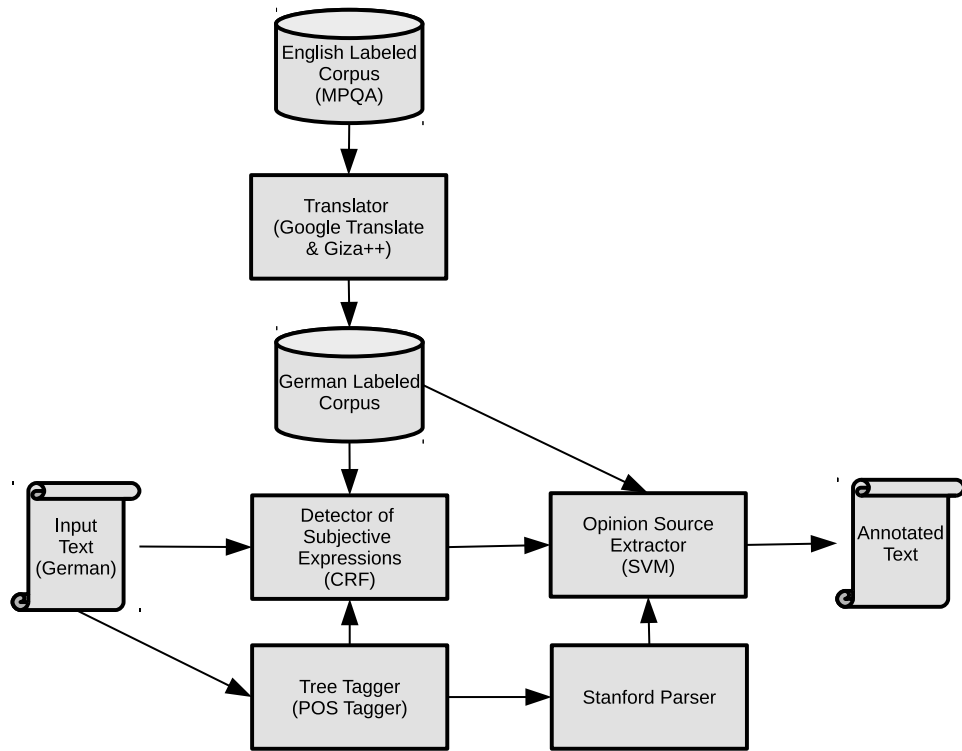 English Labeled
Corpus
(MPQA)
Translator
(Google Translate
& Giza++)
German Labeled
Corpus
Input
Text
(German)
Detector of
Subjective
Expressions
(CRF)
Opinion Source
Extractor
(SVM)
Annotated
Text
Tree Tagger
(POS Tagger)
Stanford Parser